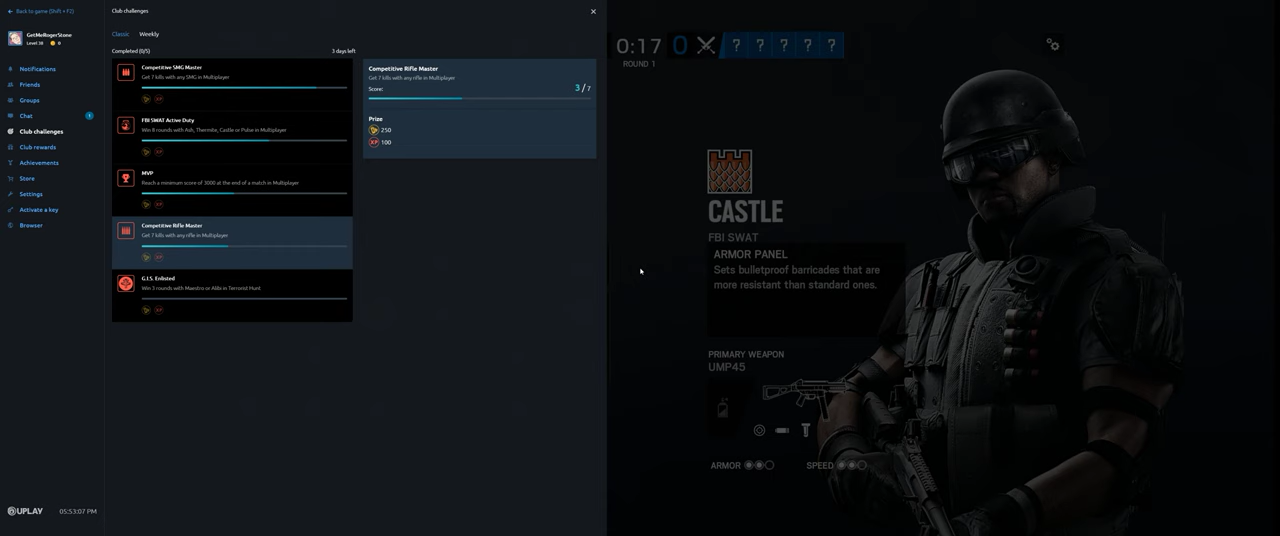 Back to game (Shift + F2)
GetMeRogerStone
Level 38 0
Notifications
Friends
Groups
Chat 1
Club challenges
Club rewards
Achievements
Store
Settings
Activate a key
Browser
UPLAY 05:53:07 PM
Club challenges
Classic Weekly
Completed (0/5) 3 days left
Competitive SMG Master
Get 7 kills with any SMG in Multiplayer
XP
FBI SWAT Active Duty
Win 8 rounds with Ash, Thermite, Castle or Pulse in Multiplayer
XP
MVP
Reach a minimum score of 3000 at the end of a match in Multiplayer
XP
Competitive Rifle Master
Get 7 kills with any rifle in Multiplayer
XP
G.I.S. Enlisted
Win 3 rounds with Maestro or Alibi in Terrorist Hunt
XP
Competitive Rifle Master
Get 7 kills with any rifle in Multiplayer
Score: 3 / 7
Prize
250
XP 100
0:17 0 ? ? ? ? ?
ROUND 1
CASTLE
FBI SWAT
ARMOR PANEL
Sets bulletproof barricades that are
more resistant than standard ones.
PRIMARY WEAPON
UMP45
ARMOR SPEED